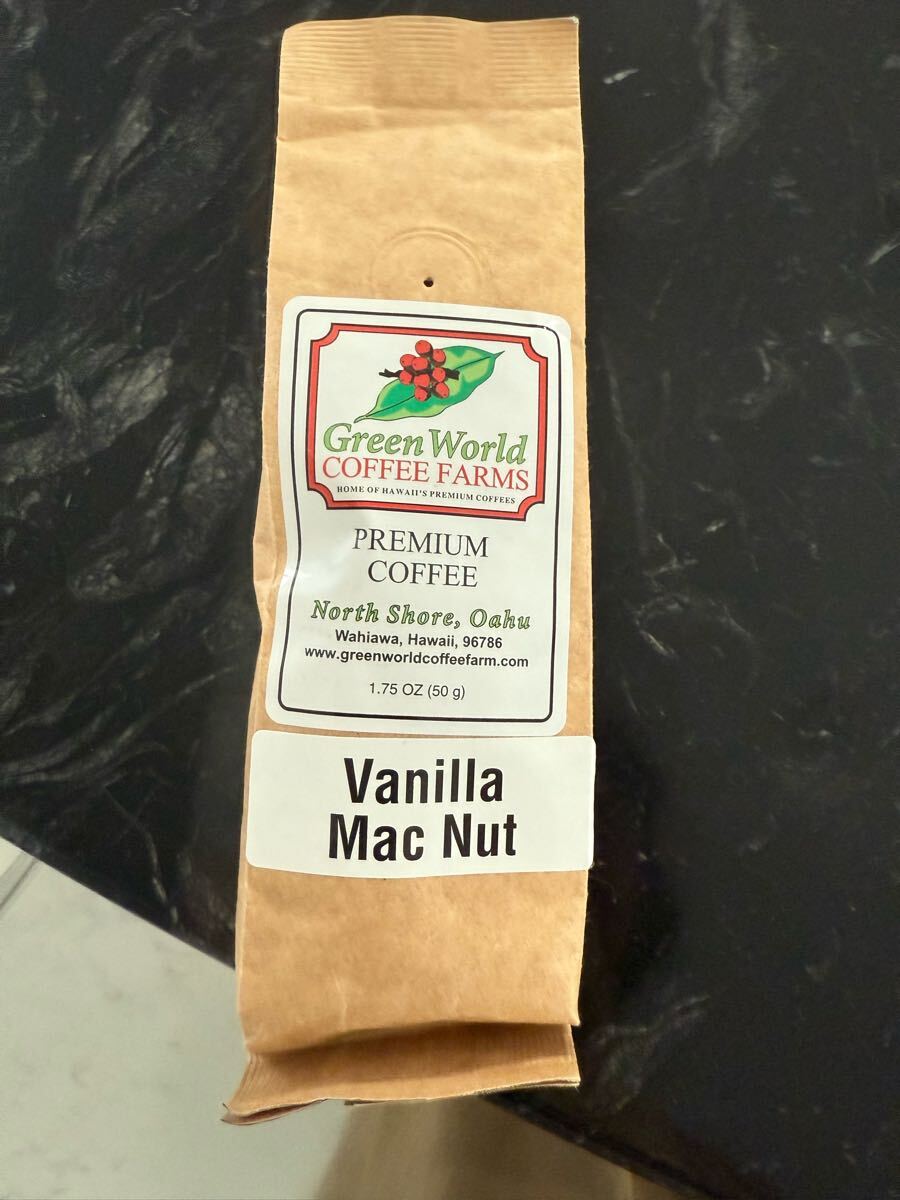 Green World
COFFEE FARMS
HOME OF HAWAII'S PREMIUM COFFEES
PREMIUM
COFFEE
North Shore, Oahu
Wahiawa, Hawaii, 96786
www.greenworldcoffeefarm.com
1.75 OZ (50 g)
Vanilla
Mac Nut